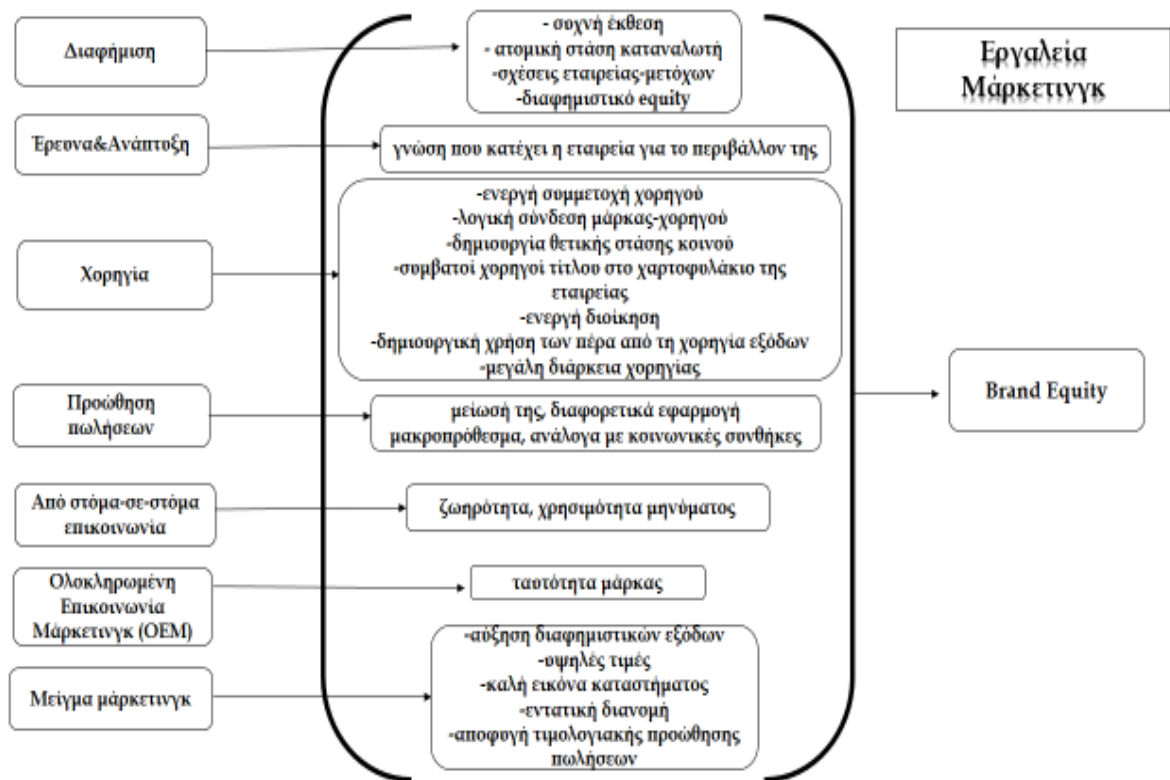 Εργαλεία
Μάρκετινγκ
Διαφήμιση
- συχνή έκθεση
- ατομική στάση καταναλωτή
-σχέσεις εταιρείας-μετόχων
-διαφημιστικό equity
Έρευνα&Ανάπτυξη
γνώση που κατέχει η εταιρεία για το περιβάλλον της
Χορηγία
-ενεργή συμμετοχή χορηγού
-λογική σύνδεση μάρκας-χορηγού
-δημιουργία θετικής στάσης κοινού
-συμβατοί χορηγοί τίτλου στο χαρτοφυλάκιο της
εταιρείας
-ενεργή διοίκηση
-δημιουργική χρήση των πέρα από τη χορηγία εξόδων
-μεγάλη διάρκεια χορηγίας
Προώθηση
πωλήσεων
μείωσή της, διαφορετικά εφαρμογή
μακροπρόθεσμα, ανάλογα με κοινωνικές συνθήκες
Από στόμα-σε-στόμα
επικοινωνία
ζωηρότητα, χρησιμότητα μηνύματος
Ολοκληρωμένη
Επικοινωνία
Μάρκετινγκ (ΟΕΜ)
ταυτότητα μάρκας
Μείγμα μάρκετινγκ
-αύξηση διαφημιστικών εξόδων
-υψηλές τιμές
-καλή εικόνα καταστήματος
-εντατική διανομή
-αποφυγή τιμολογιακής προώθησης
πωλήσεων
Brand Equity